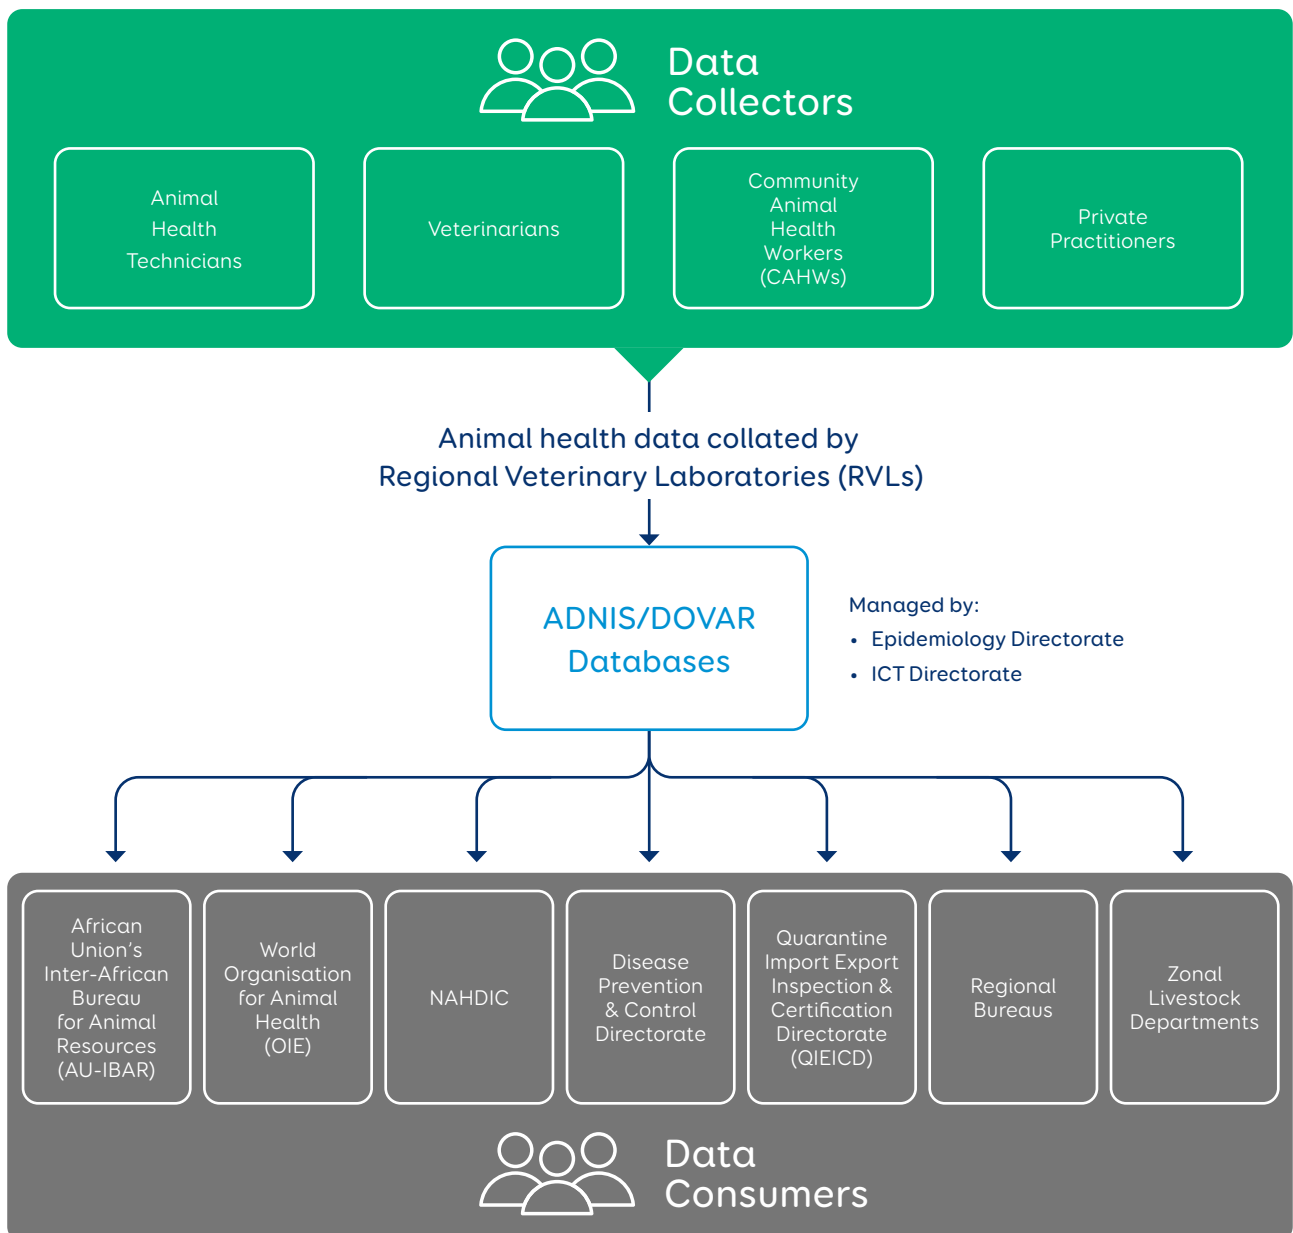 Data
Collectors
Animal
Health
Technicians
Veterinarians
Community
Animal
Health
Workers
(CAHWs)
Private
Practitioners
Animal health data collated by
Regional Veterinary Laboratories (RVLs)
ADNIS/DOVAR
Databases
Managed by:
• Epidemiology Directorate
• ICT Directorate
African
Union’s
Inter-African
Bureau
for Animal
Resources
(AU-IBAR)
World
Organisation
for Animal
Health
(OIE)
NAHDIC
Disease
Prevention
& Control
Directorate
Quarantine
Import Export
Inspection &
Certification
Directorate
(QIEICD)
Regional
Bureaus
Zonal
Livestock
Departments
Data
Consumers